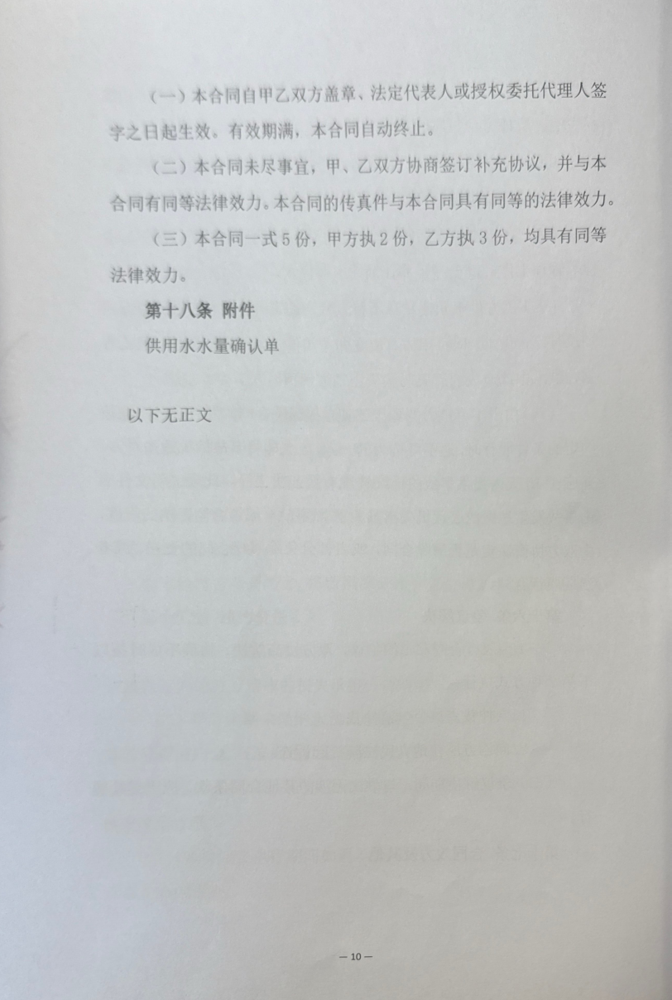 （一）本合同自甲乙双方盖章、法定代表人或授权委托代理人签
字之日起生效。有效期满，本合同自动终止。
（二）本合同未尽事宜，甲、乙双方协商签订补充协议，并与本
合同有同等法律效力。本合同的传真件与本合同具有同等的法律效力。
（三）本合同一式 5 份，甲方执 2 份，乙方执 3 份，均具有同等
法律效力。
第十八条 附件
供用水水量确认单
以下无正文
— 10 —